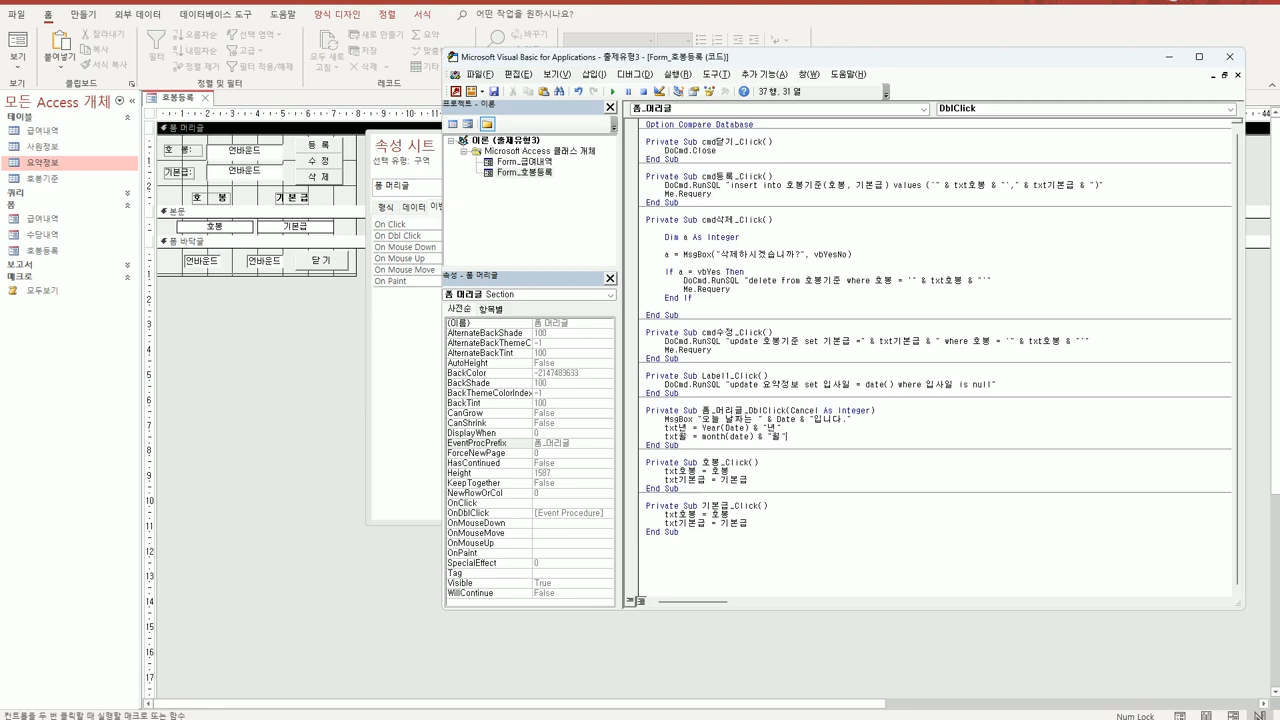 파일 홈 만들기 외부 데이터 데이터베이스 도구 도움말 양식 디자인 정렬 서식 어떤 작업을 원하시나요?
보기
보기
붙여넣기
잘라내기
복사
서식 복사
클립보드
필터
오름차순
내림차순
정렬 제거
선택 영역
고급
필터 적용/해제
정렬 및 필터
모두 새로
고침
새로 만들기
저장
삭제
요약
레코드
바꾸기
모든 Access 개체
테이블
급여내역
사원정보
요약정보
호봉기준
쿼리
폼
급여내역
수당내역
호봉등록
보고서
매크로
모두보기
호봉등록
폼 머리글
호 봉: 언바운드 등 록
기본급: 언바운드 수 정
삭 제
호 봉 기 본 급
본문
호봉 기본급
폼 바닥글
언바운드 언바운드 닫 기
속성 시트
선택 유형: 구역
폼 머리글
형식 데이터
On Click
On Dbl Click
On Mouse Down
On Mouse Up
On Mouse Move
On Paint
Microsoft Visual Basic for Applications - 출제유형3 - [Form_호봉등록 (코드)]
파일(F) 편집(E) 보기(V) 삽입(I) 디버그(D) 실행(R) 도구(T) 추가 기능(A) 창(W) 도움말(H)
37 행, 31 열
프로젝트 - 이론
이론 (출제유형3)
Microsoft Access 클래스 개체
Form_급여내역
Form_호봉등록
속성 - 폼 머리글
폼 머리글 Section
사전순 항목별
(이름) 폼 머리글
AlternateBackShade 100
AlternateBackThemeC -1
AlternateBackTint 100
AutoHeight False
BackColor -2147483633
BackShade 100
BackThemeColorIndex -1
BackTint 100
CanGrow False
CanShrink False
DisplayWhen 0
EventProcPrefix 폼_머리글
ForceNewPage 0
HasContinued False
Height 1587
KeepTogether False
NewRowOrCol 0
OnClick
OnDblClick [Event Procedure]
OnMouseDown
OnMouseMove
OnMouseUp
OnPaint
SpecialEffect 0
Tag
Visible True
WillContinue False
폼_머리글 DblClick
Option Compare Database
Private Sub cmd닫기_Click()
DoCmd.Close
End Sub
Private Sub cmd등록_Click()
DoCmd.RunSQL "insert into 호봉기준(호봉, 기본급) values ('" & txt호봉 & "'," & txt기본급 & ")"
Me.Requery
End Sub
Private Sub cmd삭제_Click()
Dim a As Integer
a = MsgBox("삭제하시겠습니까?", vbYesNo)
If a = vbYes Then
DoCmd.RunSQL "delete from 호봉기준 where 호봉 = '" & txt호봉 & "'"
Me.Requery
End If
End Sub
Private Sub cmd수정_Click()
DoCmd.RunSQL "update 호봉기준 set 기본급 =" & txt기본급 & " where 호봉 = '" & txt호봉 & "'"
Me.Requery
End Sub
Private Sub Label1_Click()
DoCmd.RunSQL "update 요약정보 set 입사일 = date() where 입사일 is null"
End Sub
Private Sub 폼_머리글_DblClick(Cancel As Integer)
MsgBox "오늘 날짜는 " & Date & "입니다."
txt년 = Year(Date) & "년"
txt월 = month(date) & "월"
End Sub
Private Sub 호봉_Click()
txt호봉 = 호봉
txt기본급 = 기본급
End Sub
Private Sub 기본급_Click()
txt호봉 = 호봉
txt기본급 = 기본급
End Sub
컨트롤을 두 번 클릭할 때 실행할 매크로 또는 함수
Num Lock